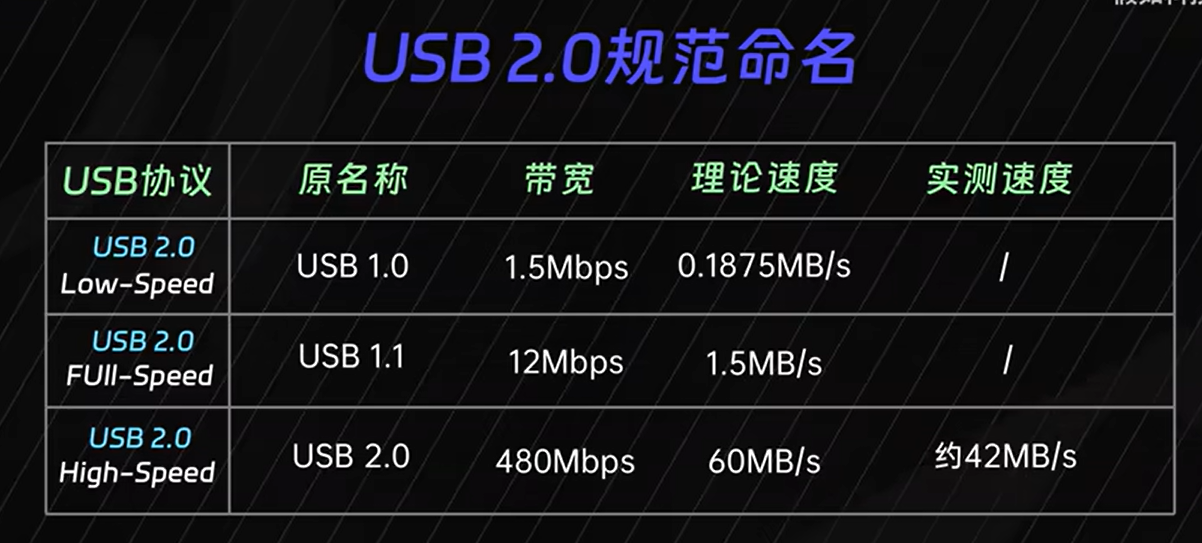 USB 2.0规范命名
USB协议 原名称 带宽 理论速度 实测速度
USB 2.0
Low-Speed
USB 1.0 1.5Mbps 0.1875MB/s /
USB 2.0
FUll-Speed
USB 1.1 12Mbps 1.5MB/s /
USB 2.0
High-Speed
USB 2.0 480Mbps 60MB/s 约42MB/s